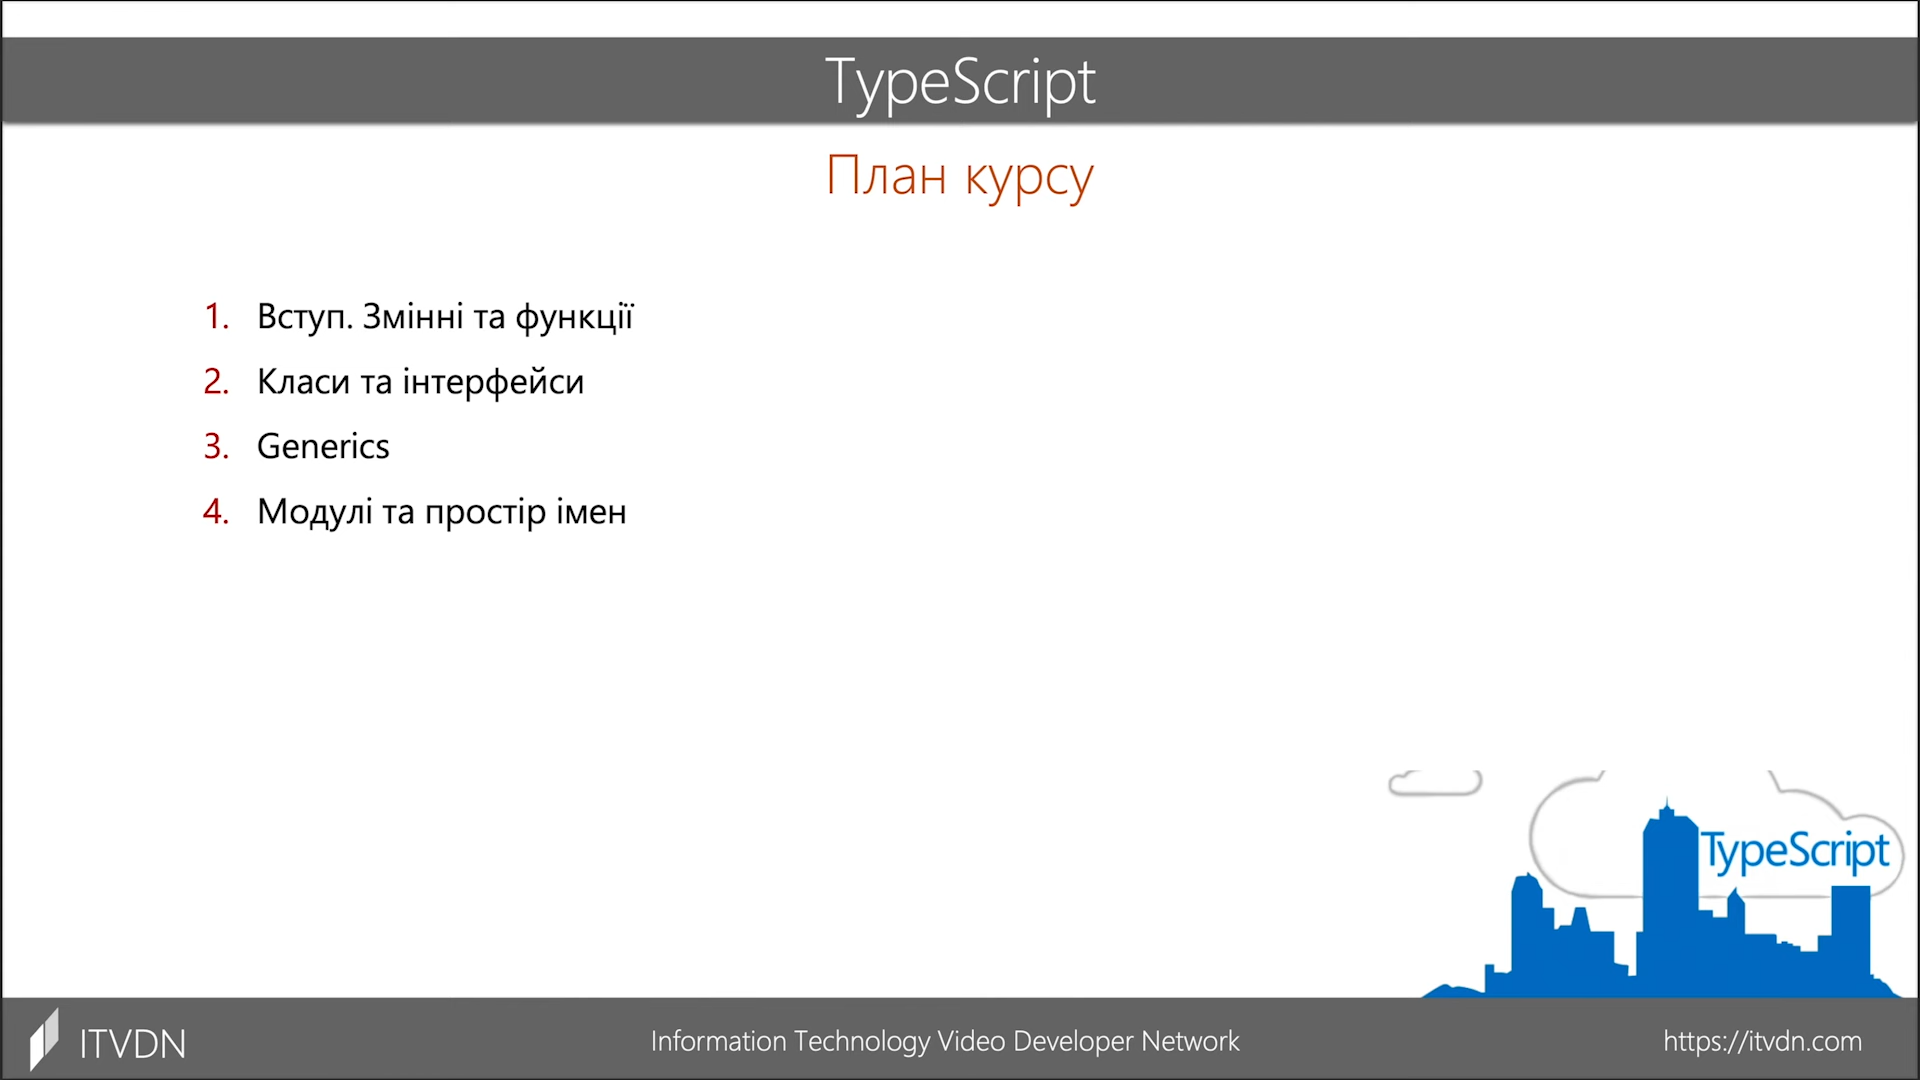 TypeScript
План курсу
1. Вступ. Змінні та функції
2. Класи та інтерфейси
3. Generics
4. Модулі та простір імен
TypeScript
ITVDN
Information Technology Video Developer Network
https://itvdn.com